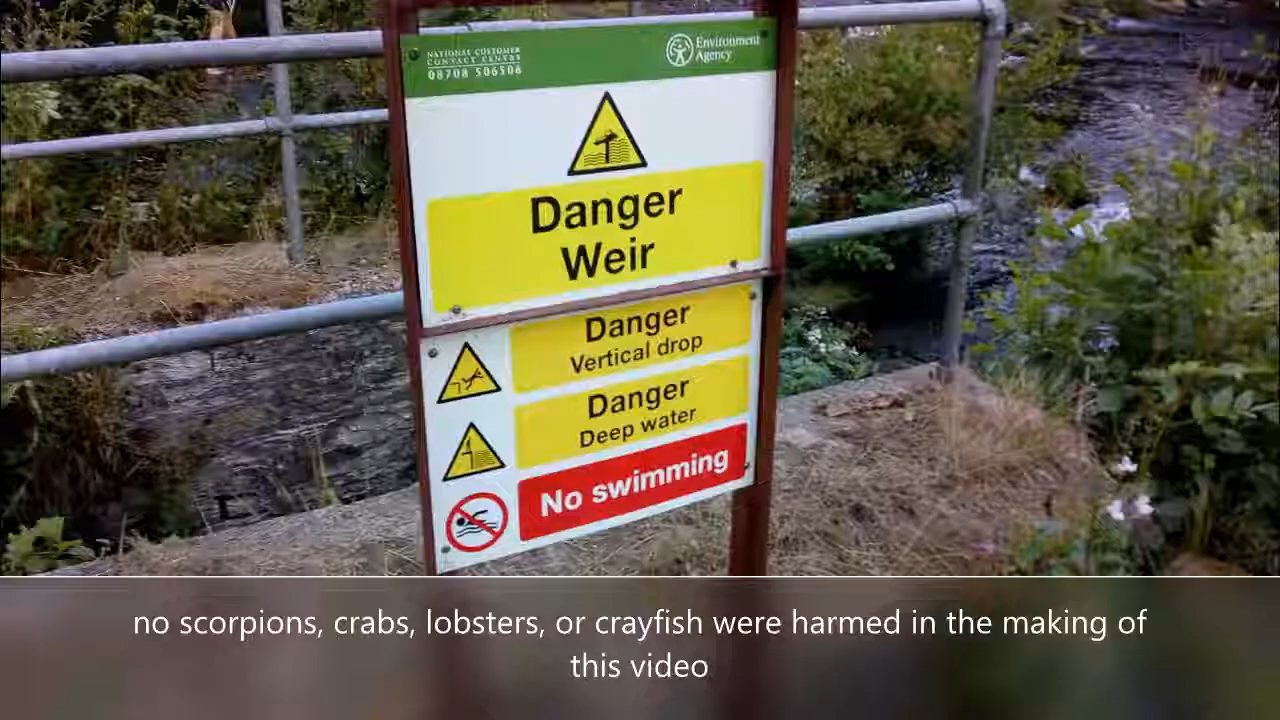 NATIONAL CUSTOMER
CONTACT CENTRE
08708 506506
Environment
Agency
Danger
Weir
Danger
Vertical drop
Danger
Deep water
No swimming
no scorpions, crabs, lobsters, or crayfish were harmed in the making of
this video